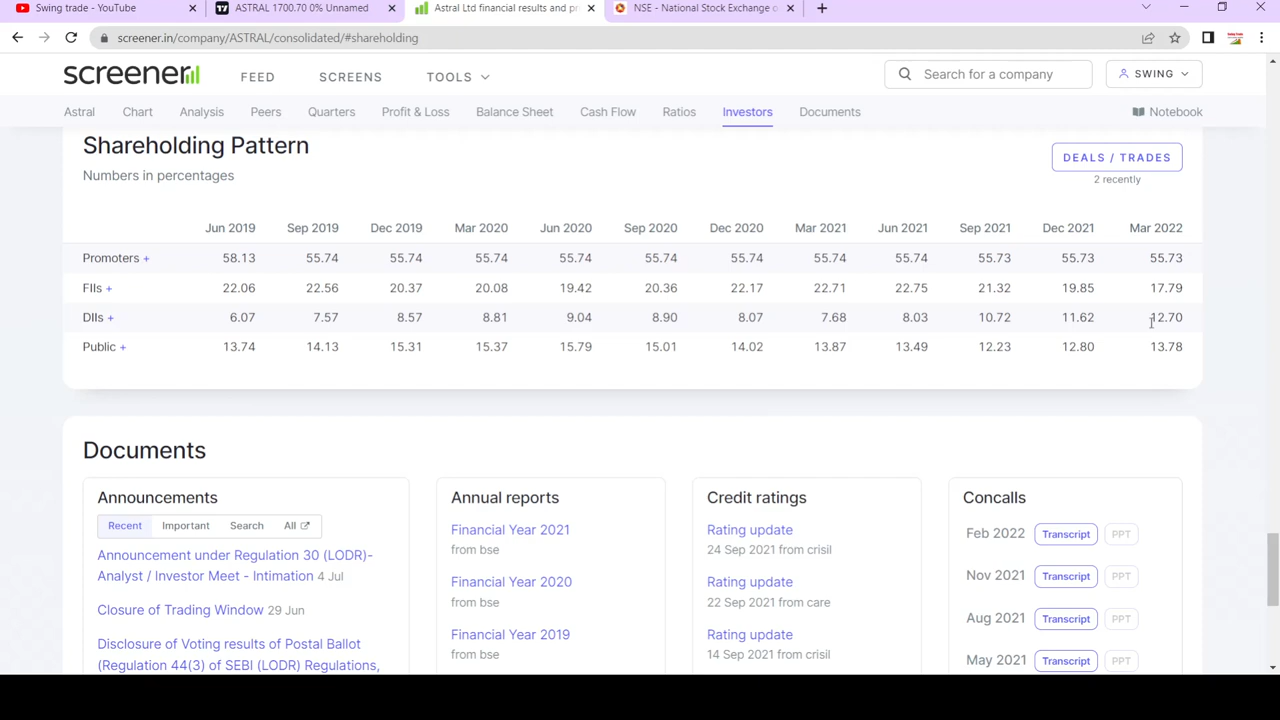 Swing trade - YouTube
ASTRAL 1700.70 0% Unnamed
Astral Ltd financial results and pr
NSE - National Stock Exchange o
screener.in/company/ASTRAL/consolidated/#shareholding
screener
FEED
SCREENS
TOOLS
Search for a company
SWING
Astral
Chart
Analysis
Peers
Quarters
Profit & Loss
Balance Sheet
Cash Flow
Ratios
Investors
Documents
Notebook
Shareholding Pattern
Numbers in percentages
DEALS / TRADES
2 recently
Jun 2019 Sep 2019 Dec 2019 Mar 2020 Jun 2020 Sep 2020 Dec 2020 Mar 2021 Jun 2021 Sep 2021 Dec 2021 Mar 2022
Promoters + 58.13 55.74 55.74 55.74 55.74 55.74 55.74 55.74 55.74 55.73 55.73 55.73
FIIs + 22.06 22.56 20.37 20.08 19.42 20.36 22.17 22.71 22.75 21.32 19.85 17.79
DIIs + 6.07 7.57 8.57 8.81 9.04 8.90 8.07 7.68 8.03 10.72 11.62 12.70
Public + 13.74 14.13 15.31 15.37 15.79 15.01 14.02 13.87 13.49 12.23 12.80 13.78
Documents
Announcements
Recent Important Search All
Announcement under Regulation 30 (LODR)-
Analyst / Investor Meet - Intimation 4 Jul
Closure of Trading Window 29 Jun
Disclosure of Voting results of Postal Ballot
(Regulation 44(3) of SEBI (LODR) Regulations,
Annual reports
Financial Year 2021
from bse
Financial Year 2020
from bse
Financial Year 2019
from bse
Credit ratings
Rating update
24 Sep 2021 from crisil
Rating update
22 Sep 2021 from care
Rating update
14 Sep 2021 from crisil
Concalls
Feb 2022 Transcript PPT
Nov 2021 Transcript PPT
Aug 2021 Transcript PPT
May 2021 Transcript PPT